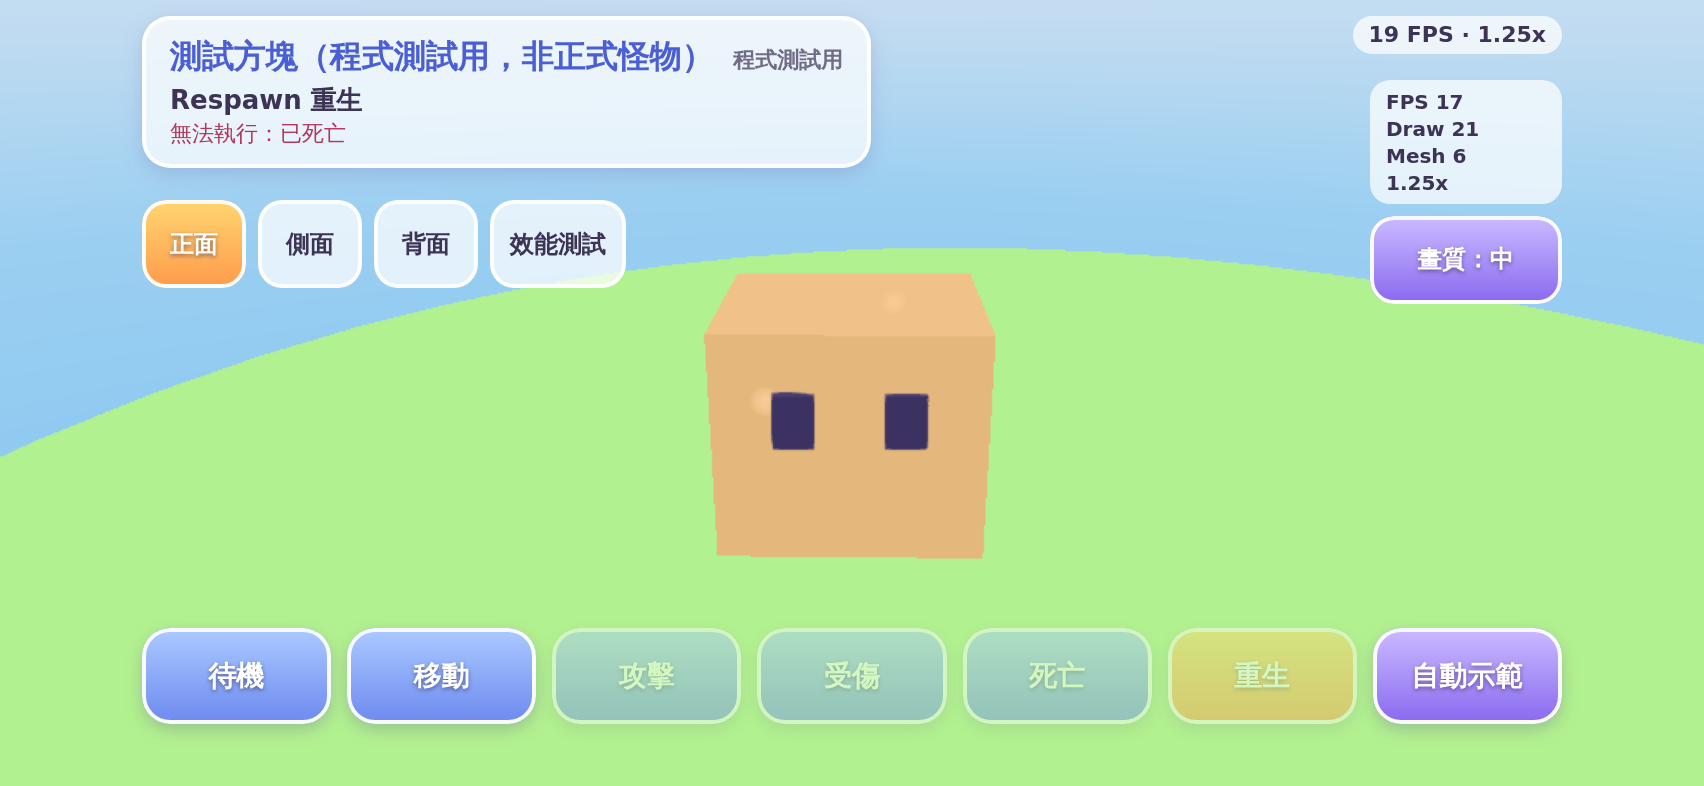 測試方塊（程式測試用，非正式怪物） 程式測試用
Respawn 重生
無法執行：已死亡
19 FPS · 1.25x
FPS 17
Draw 21
Mesh 6
1.25x
正面 側面 背面 效能測試
畫質：中
待機 移動 攻擊 受傷 死亡 重生 自動示範